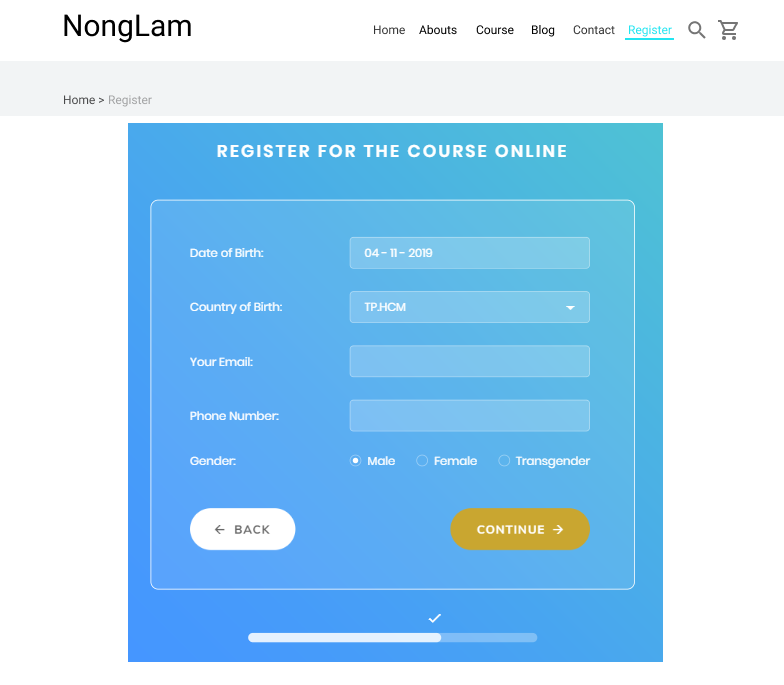 NongLam
Home Abouts Course Blog Contact Register
Home > Register
REGISTER FOR THE COURSE ONLINE
Date of Birth: 04 - 11 - 2019
Country of Birth: TP.HCM
Your Email:
Phone Number:
Gender: Male Female Transgender
← BACK CONTINUE →